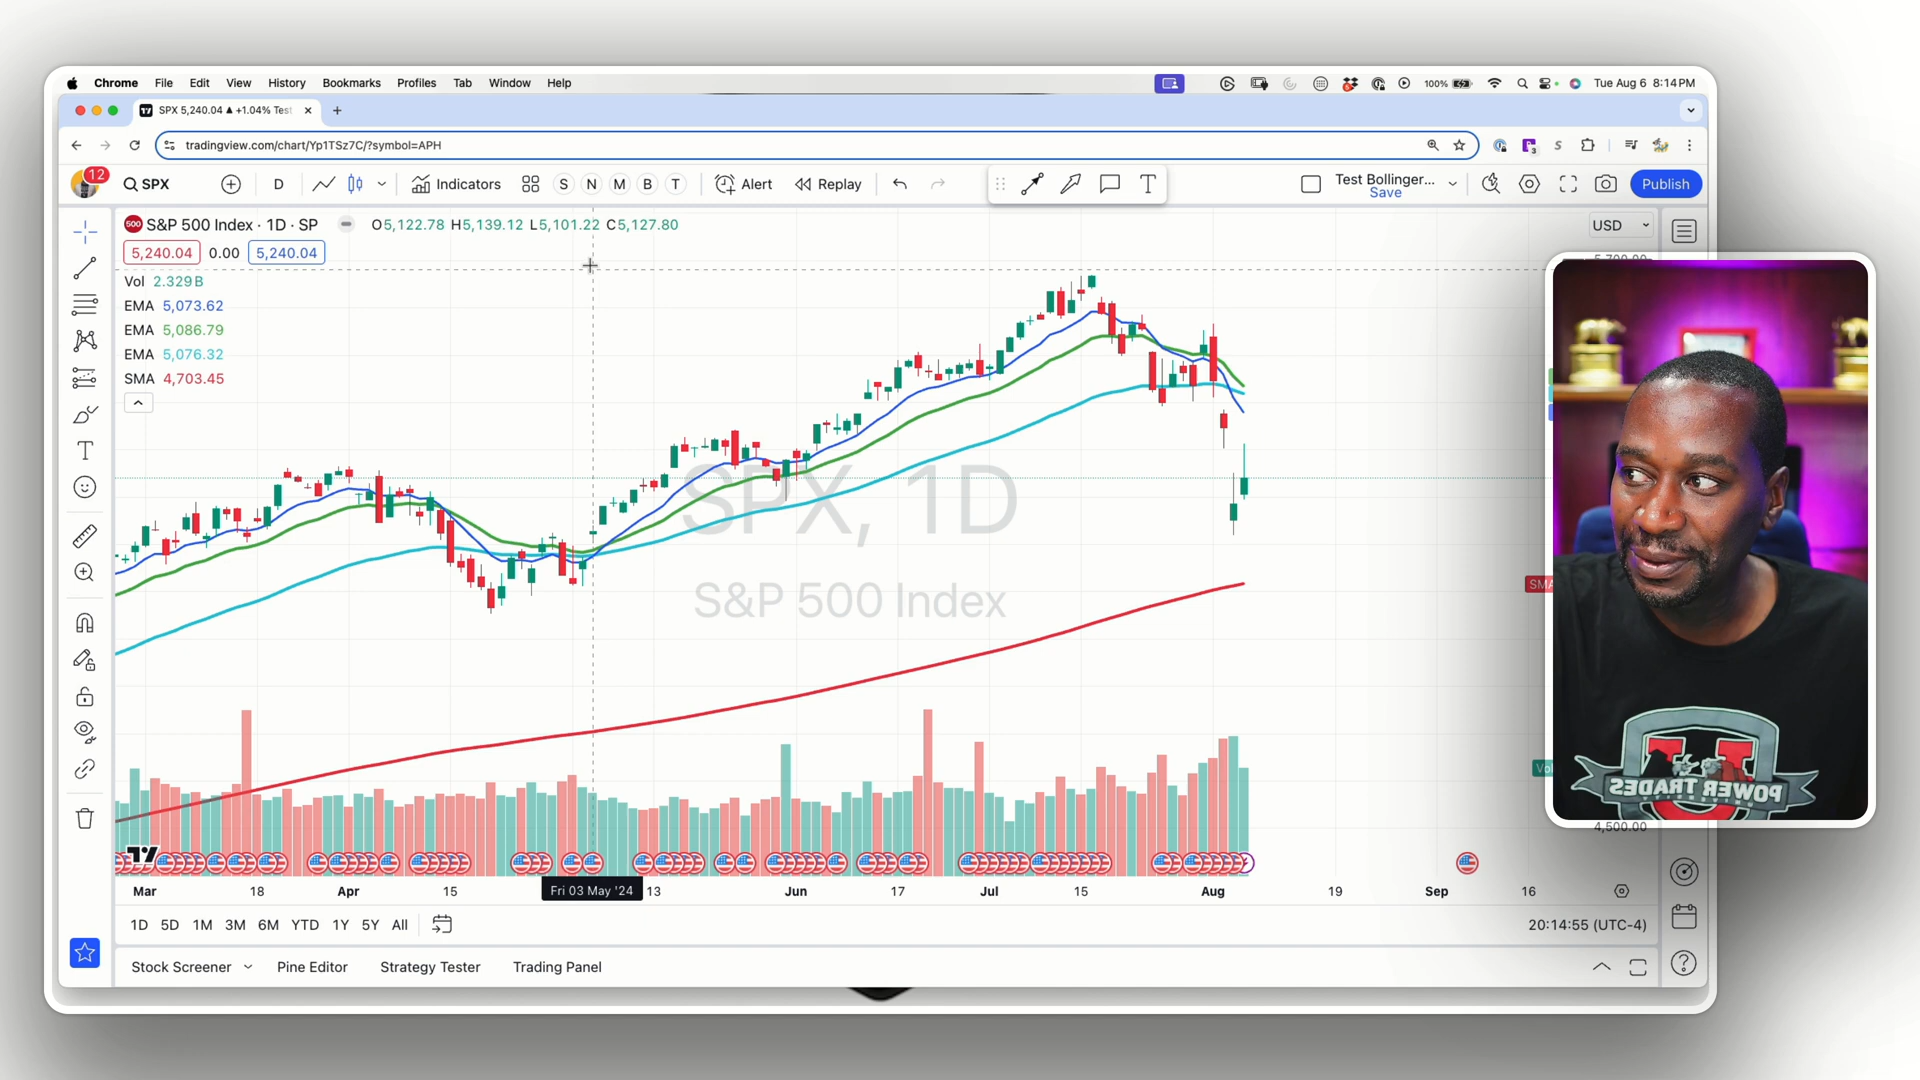 Chrome File Edit View History Bookmarks Profiles Tab Window Help
100% Tue Aug 6 8:14 PM
SPX 5,240.04 ▲ +1.04% Test
tradingview.com/chart/Yp1TSz7C/?symbol=APH
12
SPX D Indicators S N M B T Alert Replay
T
Test Bollinger...
Save
Publish
500 S&P 500 Index · 1D · SP O5,122.78 H5,139.12 L5,101.22 C5,127.80
USD
5,240.04 0.00 5,240.04
Vol 2.329B
EMA 5,073.62
EMA 5,086.79
EMA 5,076.32
SMA 4,703.45
SPX, 1D
S&P 500 Index
SMA
Vol
POWER TRADES
UNIVERSITY
4,500.00
Mar 18 Apr 15 Fri 03 May '24 13 Jun 17 Jul 15 Aug 19 Sep 16
1D 5D 1M 3M 6M YTD 1Y 5Y All
20:14:55 (UTC-4)
Stock Screener Pine Editor Strategy Tester Trading Panel